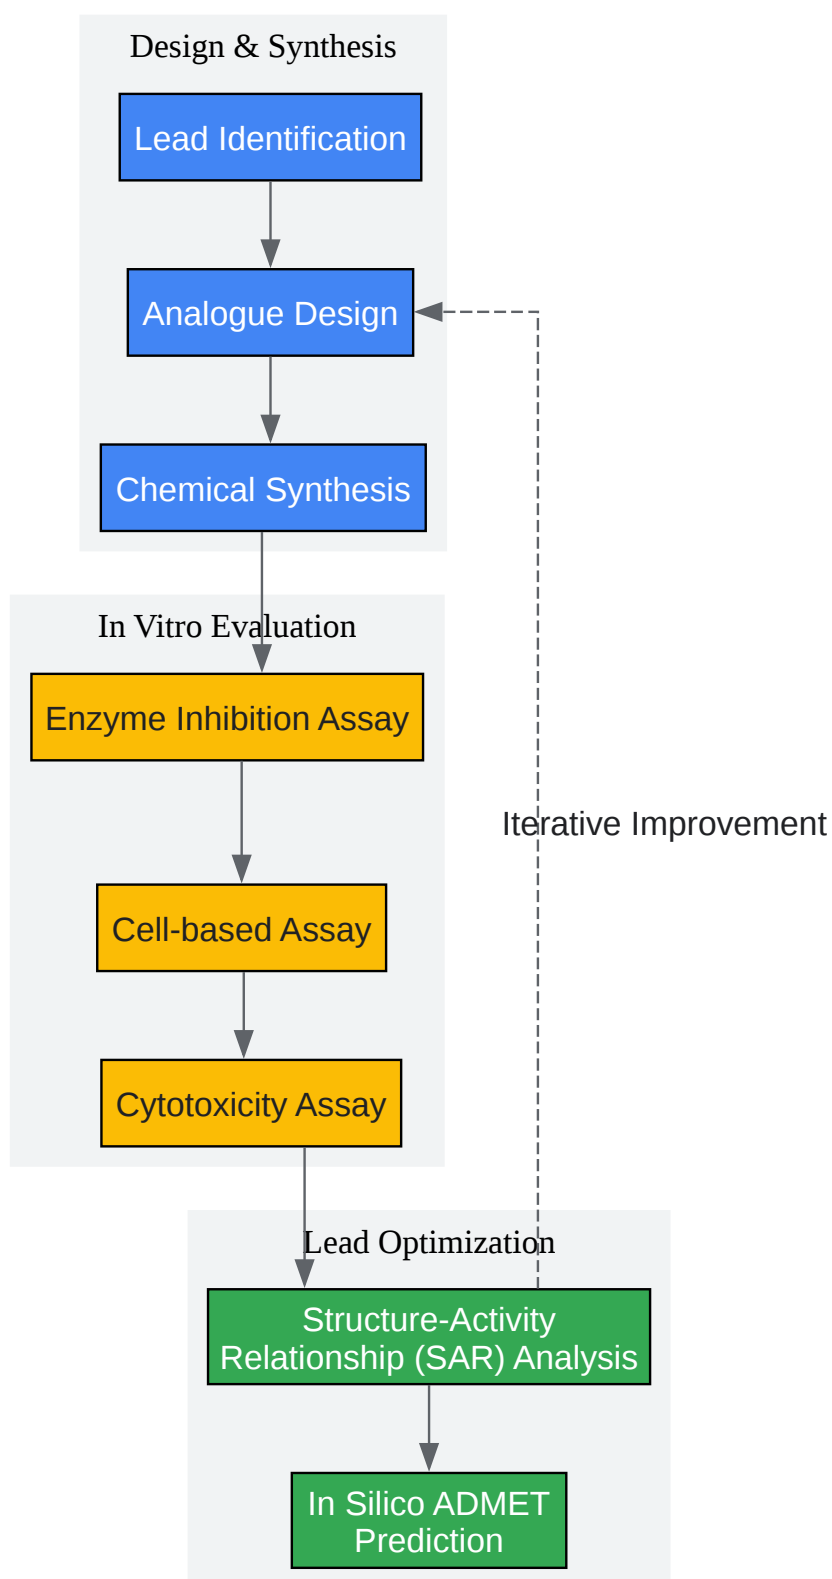 Design & Synthesis
Lead Identification
Analogue Design
Chemical Synthesis
In Vitro Evaluation
Enzyme Inhibition Assay
Iterative Improvement
Cell-based Assay
Cytotoxicity Assay
Lead Optimization
Structure-Activity
Relationship (SAR) Analysis
In Silico ADMET
Prediction